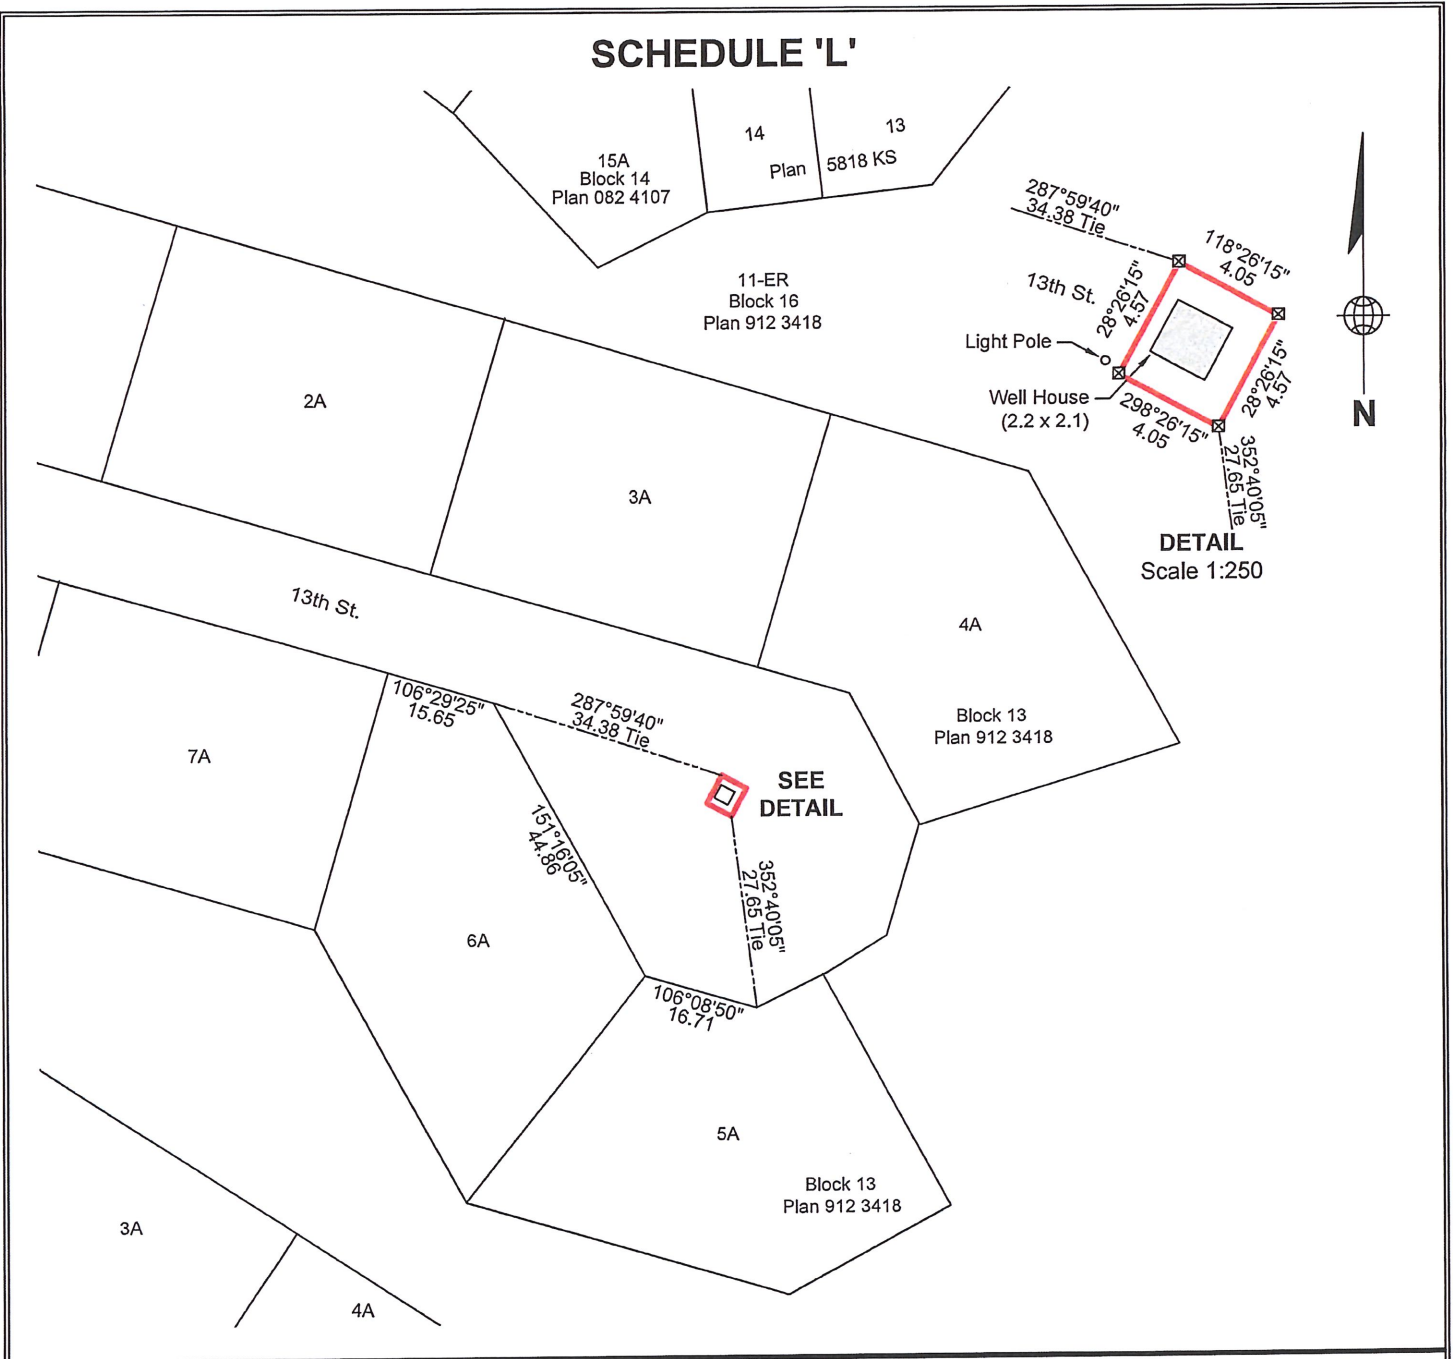 SCHEDULE 'L'
14
13
Plan 5818 KS
15A
Block 14
Plan 082 4107
287°59'40"
34.38 Tie
118°26'15"
4.05
11-ER
Block 16
Plan 912 3418
13th St.
28°26'15"
4.57
Light Pole
Well House
(2.2 x 2.1)
298°26'15"
4.05
28°26'15"
4.57
N
352°40'05"
27.65 Tie
DETAIL
Scale 1:250
2A
3A
13th St.
4A
106°29'25"
15.65
287°59'40"
34.38 Tie
Block 13
Plan 912 3418
7A
SEE
DETAIL
151°16'05"
44.86
352°40'05"
27.65 Tie
6A
106°08'50"
16.71
5A
Block 13
Plan 912 3418
3A
4A